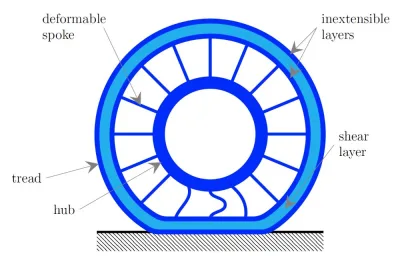 deformable
spoke
inextensible
layers
shear
layer
tread
hub